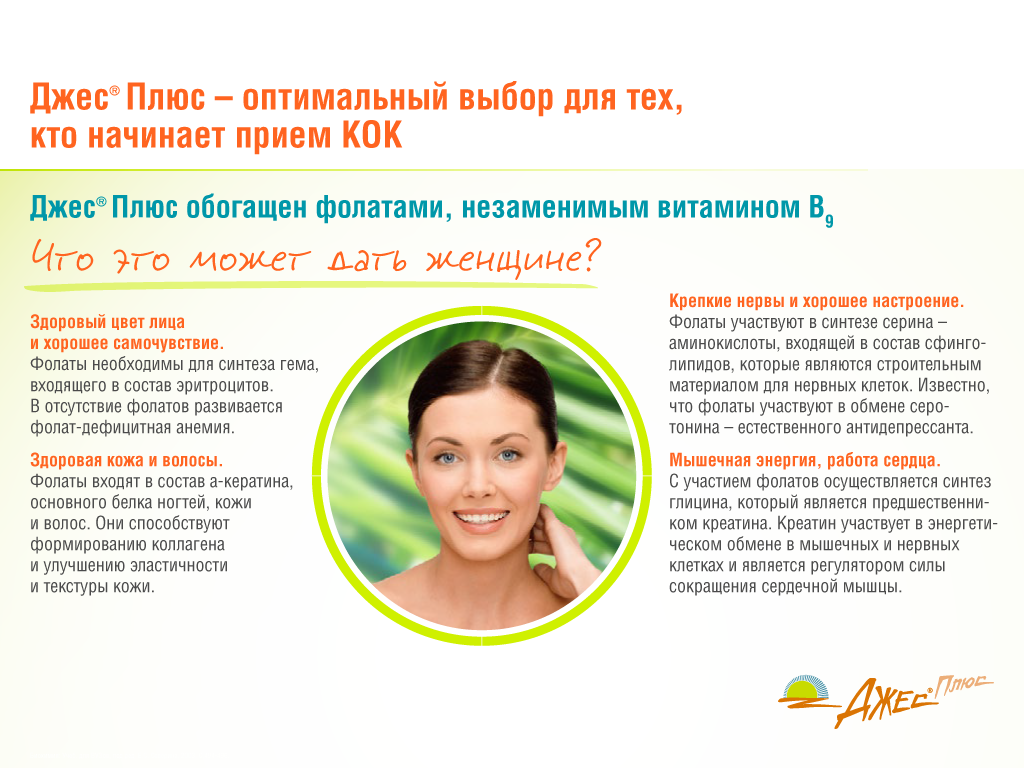 Джес® Плюс – оптимальный выбор для тех,
кто начинает прием КОК
Джес® Плюс обогащен фолатами, незаменимым витамином В9
Что это может дать женщине?
Здоровый цвет лица
и хорошее самочувствие.
Фолаты необходимы для синтеза гема,
входящего в состав эритроцитов.
В отсутствие фолатов развивается
фолат-дефицитная анемия.
Здоровая кожа и волосы.
Фолаты входят в состав а-кератина,
основного белка ногтей, кожи
и волос. Они способствуют
формированию коллагена
и улучшению эластичности
и текстуры кожи.
Крепкие нервы и хорошее настроение.
Фолаты участвуют в синтезе серина –
аминокислоты, входящей в состав сфинго-
липидов, которые являются строительным
материалом для нервных клеток. Известно,
что фолаты участвуют в обмене серо-
тонина – естественного антидепрессанта.
Мышечная энергия, работа сердца.
С участием фолатов осуществляется синтез
глицина, который является предшественни-
ком креатина. Креатин участвует в энергети-
ческом обмене в мышечных и нервных
клетках и является регулятором силы
сокращения сердечной мышцы.
Джес® Плюс